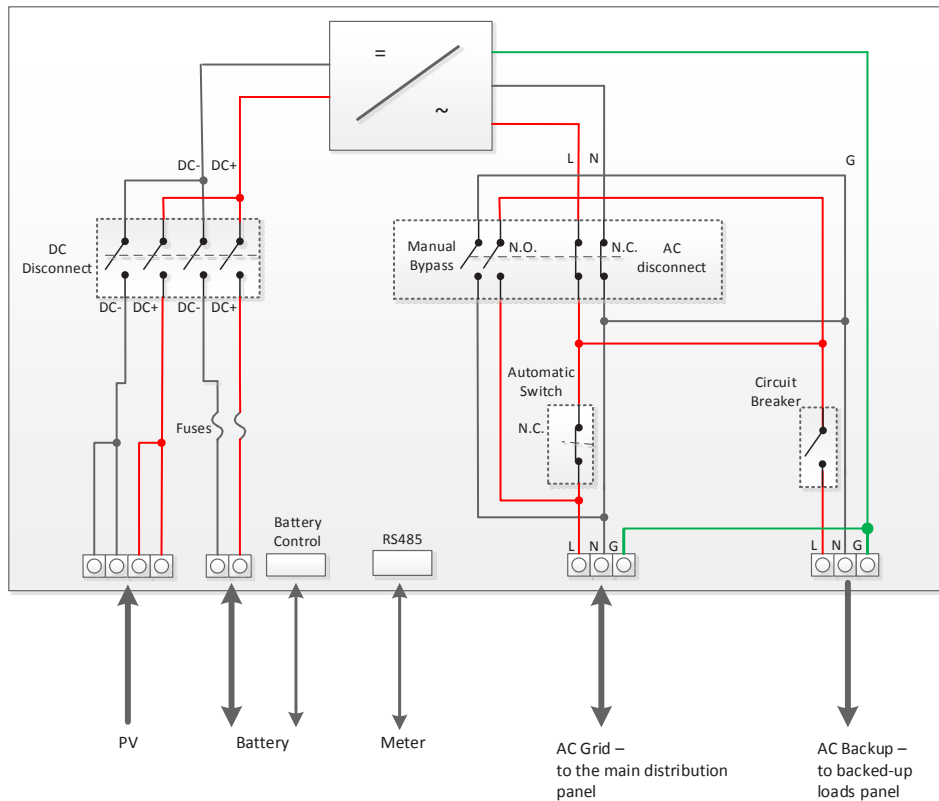 =
~
L N
G
DC- DC+
DC
Disconnect
Manual
Bypass
N.O.
N.C.
AC
disconnect
DC- DC+ DC- DC+
Automatic
Switch
N.C.
Circuit
Breaker
Fuses
Battery
Control
RS485
L N G
L N G
PV
Battery
Meter
AC Grid –
to the main distribution
panel
AC Backup –
to backed-up
loads panel